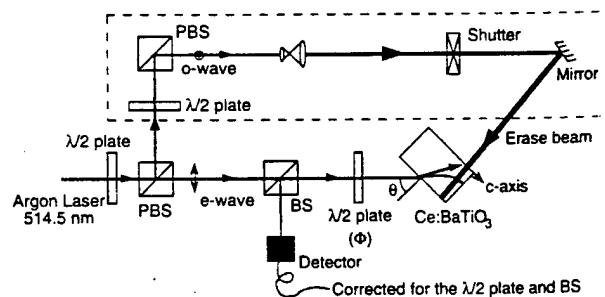 PBS
o-wave
Shutter
Mirror
λ/2 plate
λ/2 plate
Erase beam
Argon Laser
514.5 nm
PBS
e-wave
BS
λ/2 plate
(Φ)
θ
c-axis
Ce:BaTiO3
Detector
Corrected for the λ/2 plate and BS